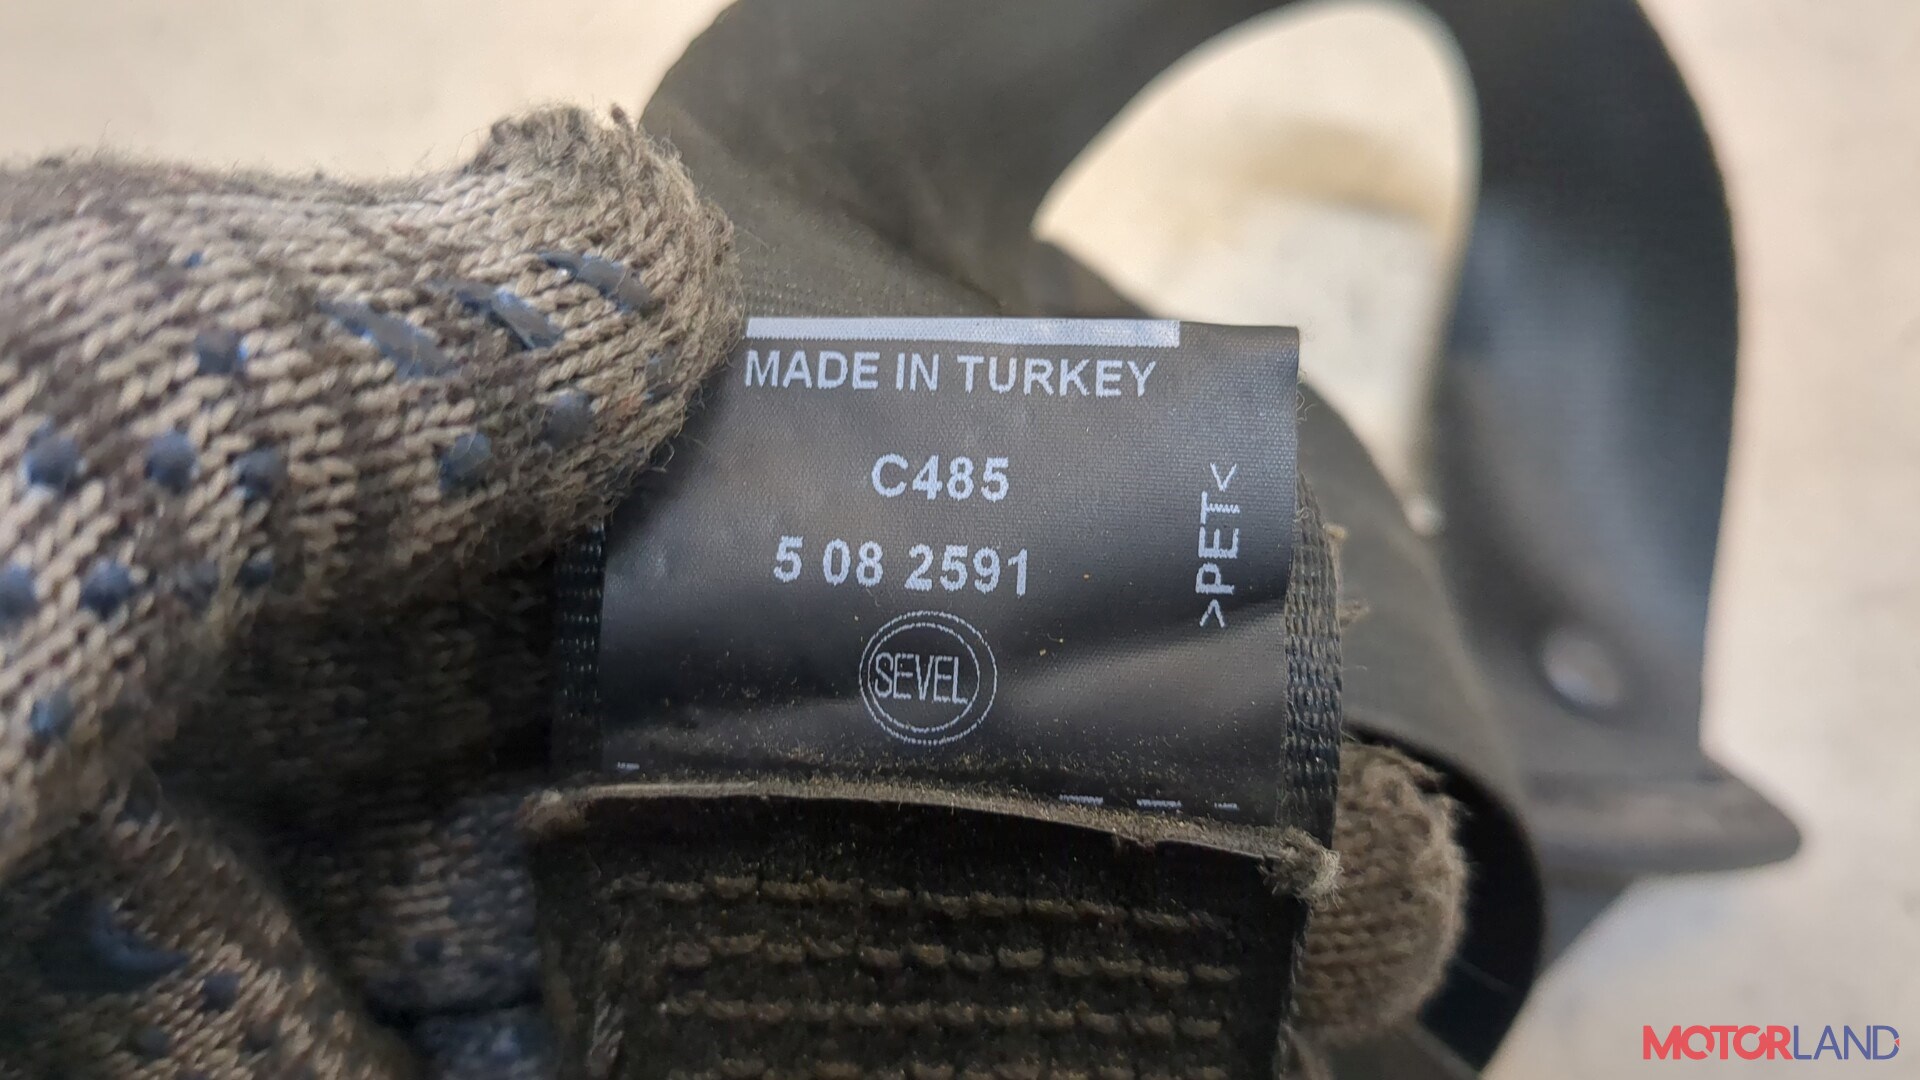 MADE IN TURKEY
C485
5 08 2591
SEVEL
>PET<
MOTORLAND